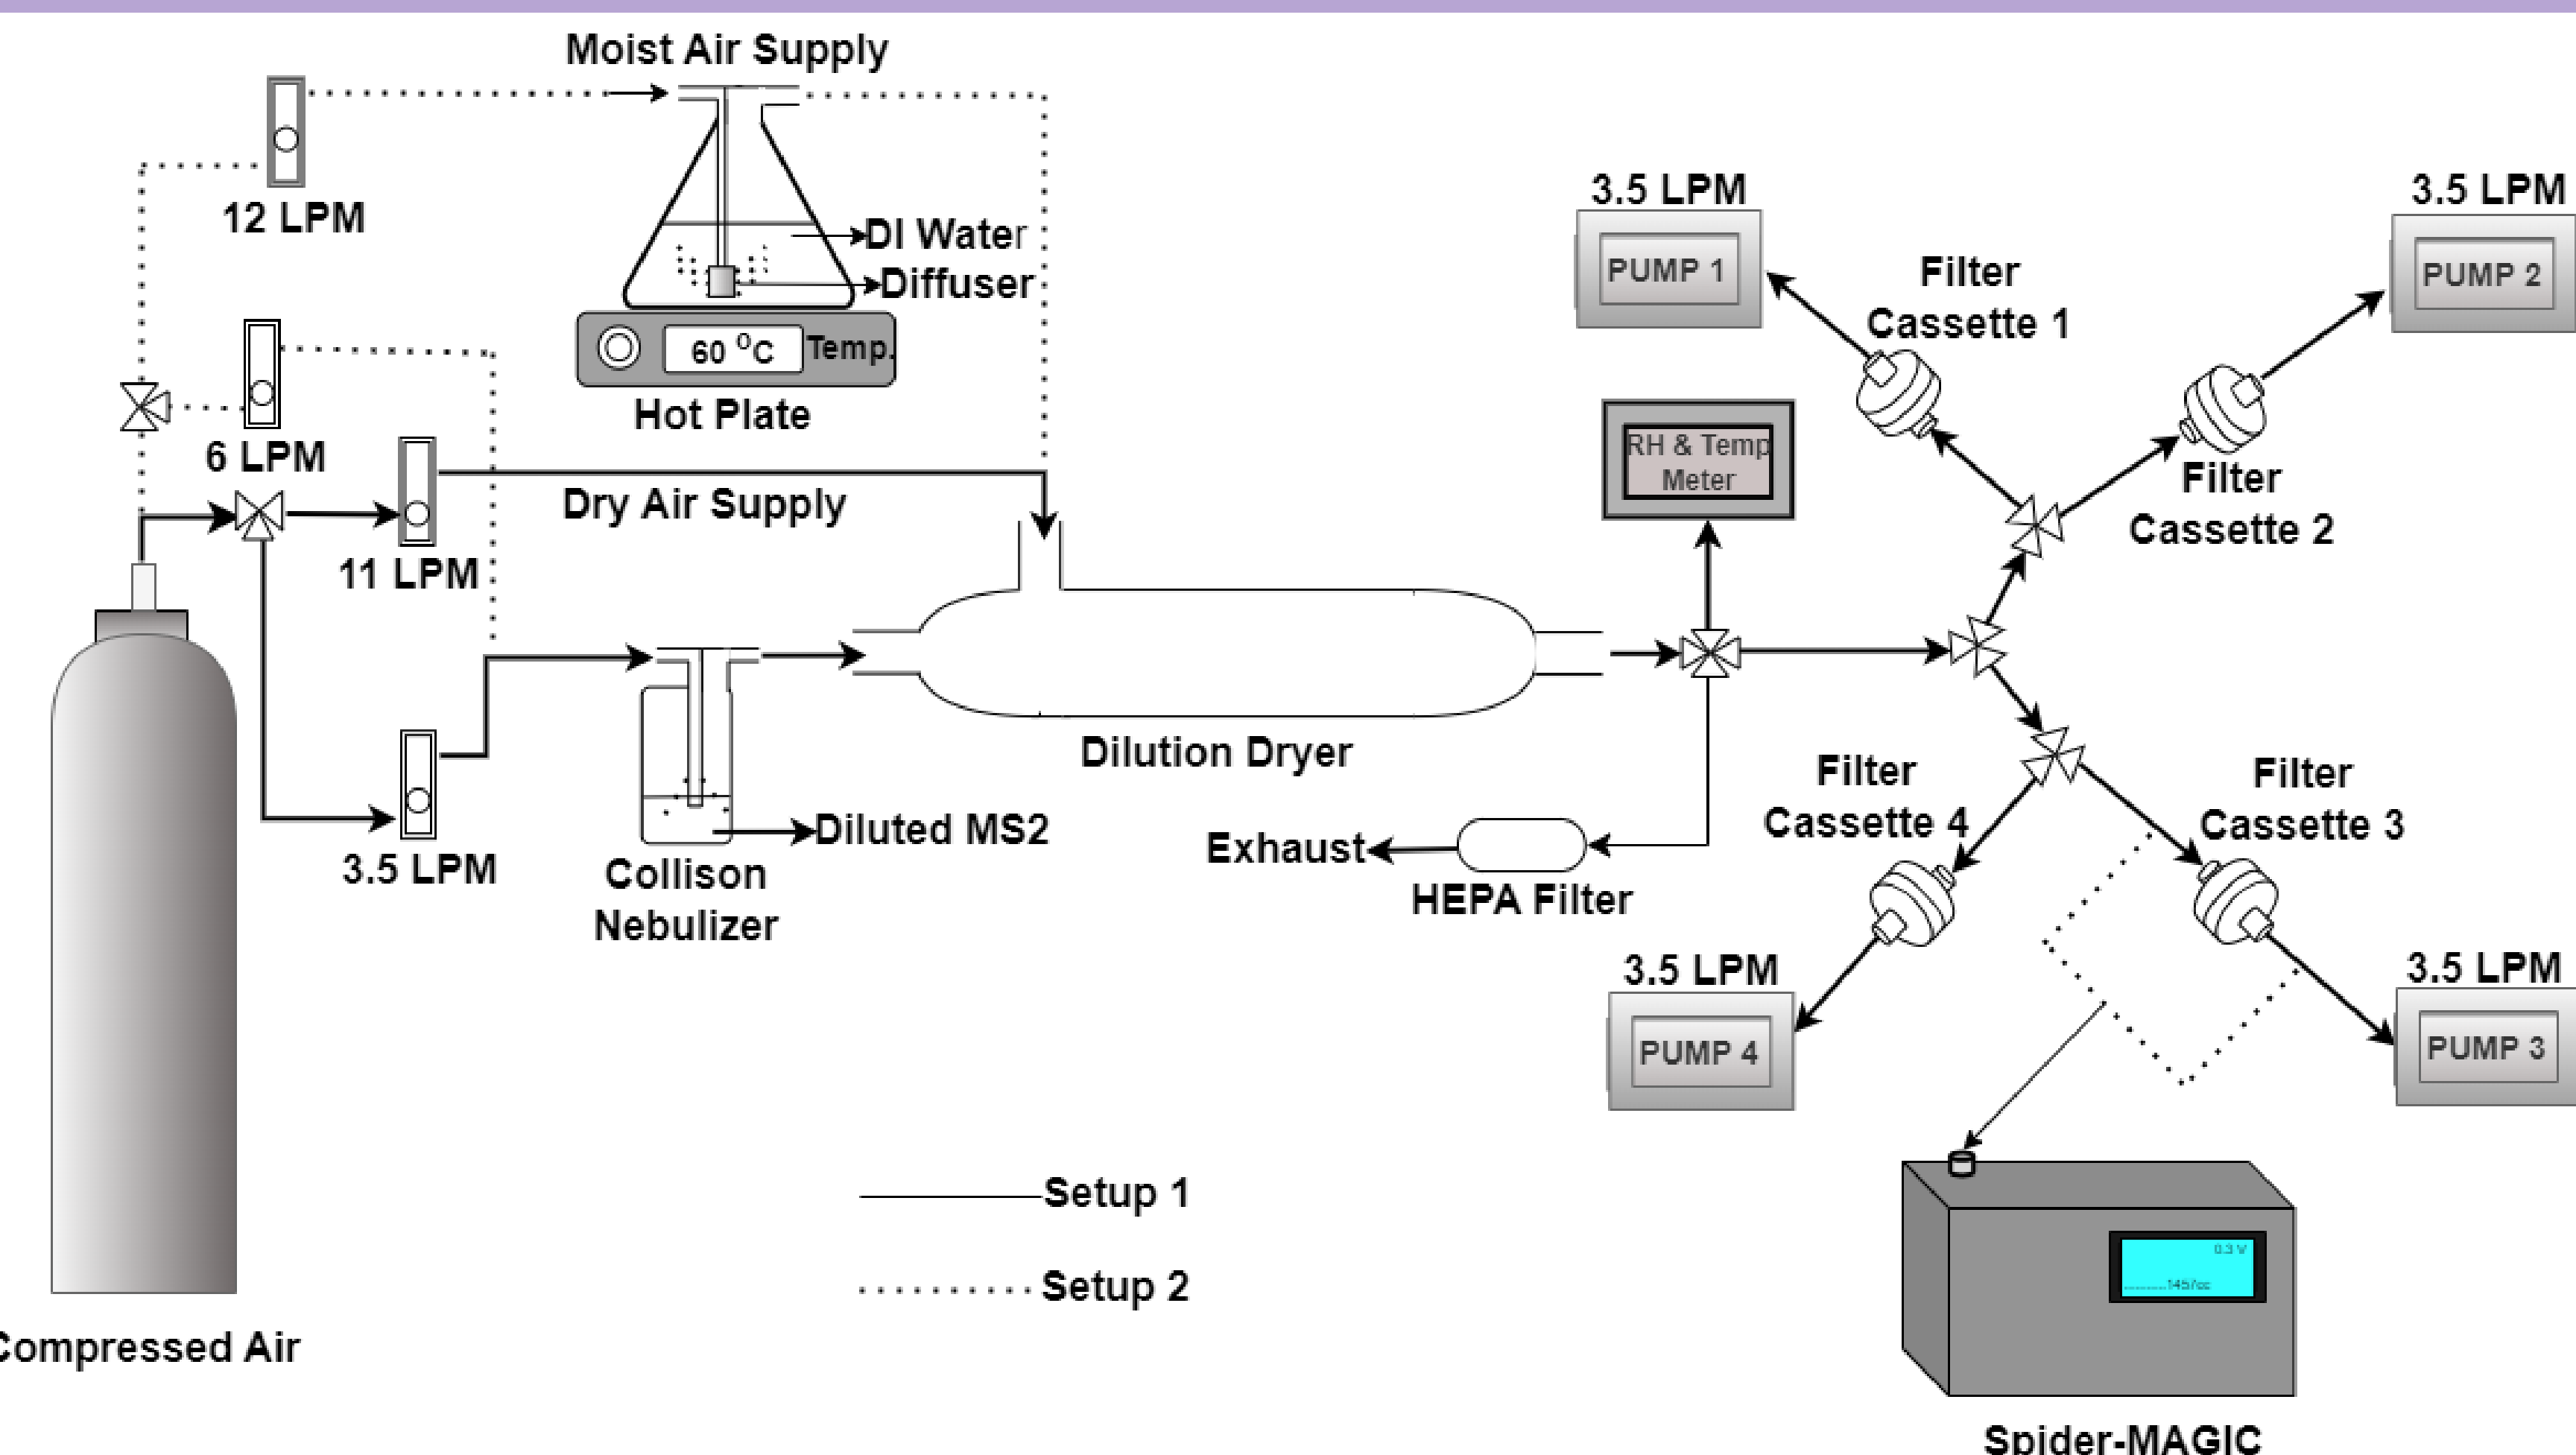 Moist Air Supply
12 LPM
DI Water
Diffuser
60 °C
Temp.
Hot Plate
6 LPM
11 LPM
Dry Air Supply
3.5 LPM
Collison
Nebulizer
Diluted MS2
Dilution Dryer
Compressed Air
RH & Temp
Meter
Exhaust
HEPA Filter
3.5 LPM
PUMP 1
Filter
Cassette 1
3.5 LPM
PUMP 2
Filter
Cassette 2
Filter
Cassette 4
Filter
Cassette 3
3.5 LPM
PUMP 4
3.5 LPM
PUMP 3
Setup 1
Setup 2
0.3 V
Spider-MAGIC